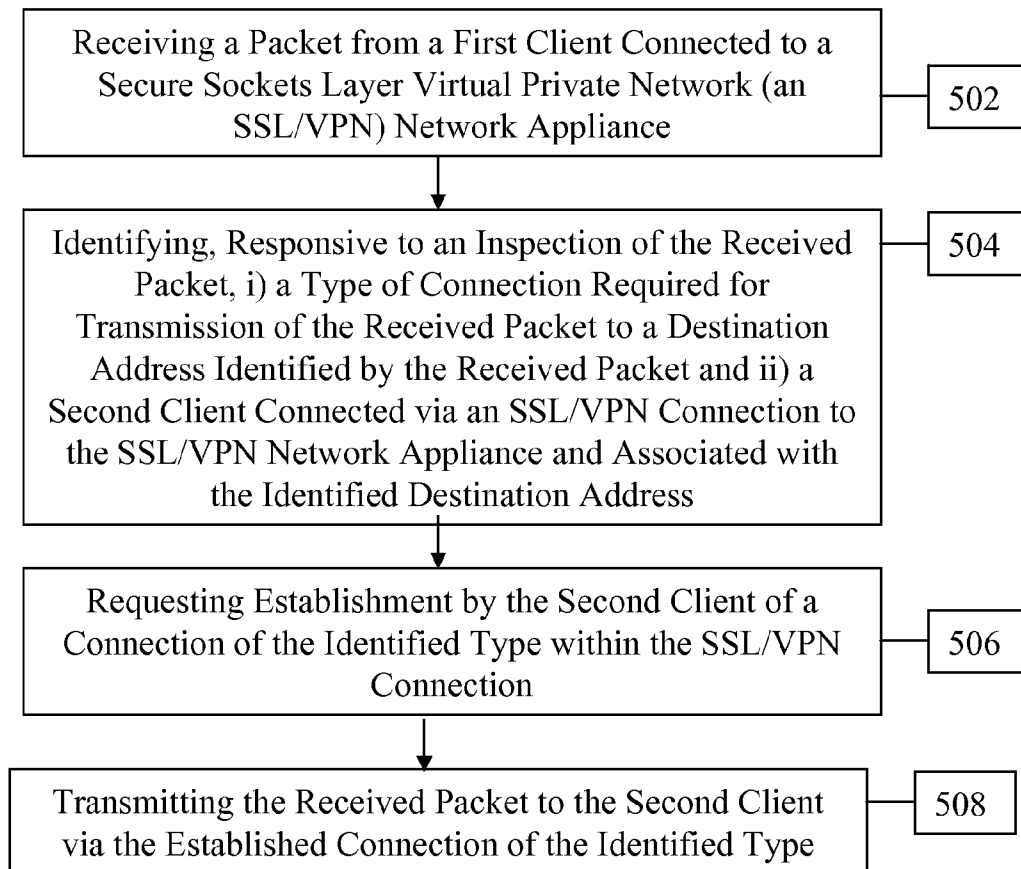 Receiving a Packet from a First Client Connected to a
Secure Sockets Layer Virtual Private Network (an
SSL/VPN) Network Appliance
502
Identifying, Responsive to an Inspection of the Received
Packet, i) a Type of Connection Required for
Transmission of the Received Packet to a Destination
Address Identified by the Received Packet and ii) a
Second Client Connected via an SSL/VPN Connection to
the SSL/VPN Network Appliance and Associated with
the Identified Destination Address
504
Requesting Establishment by the Second Client of a
Connection of the Identified Type within the SSL/VPN
Connection
506
Transmitting the Received Packet to the Second Client
via the Established Connection of the Identified Type
508